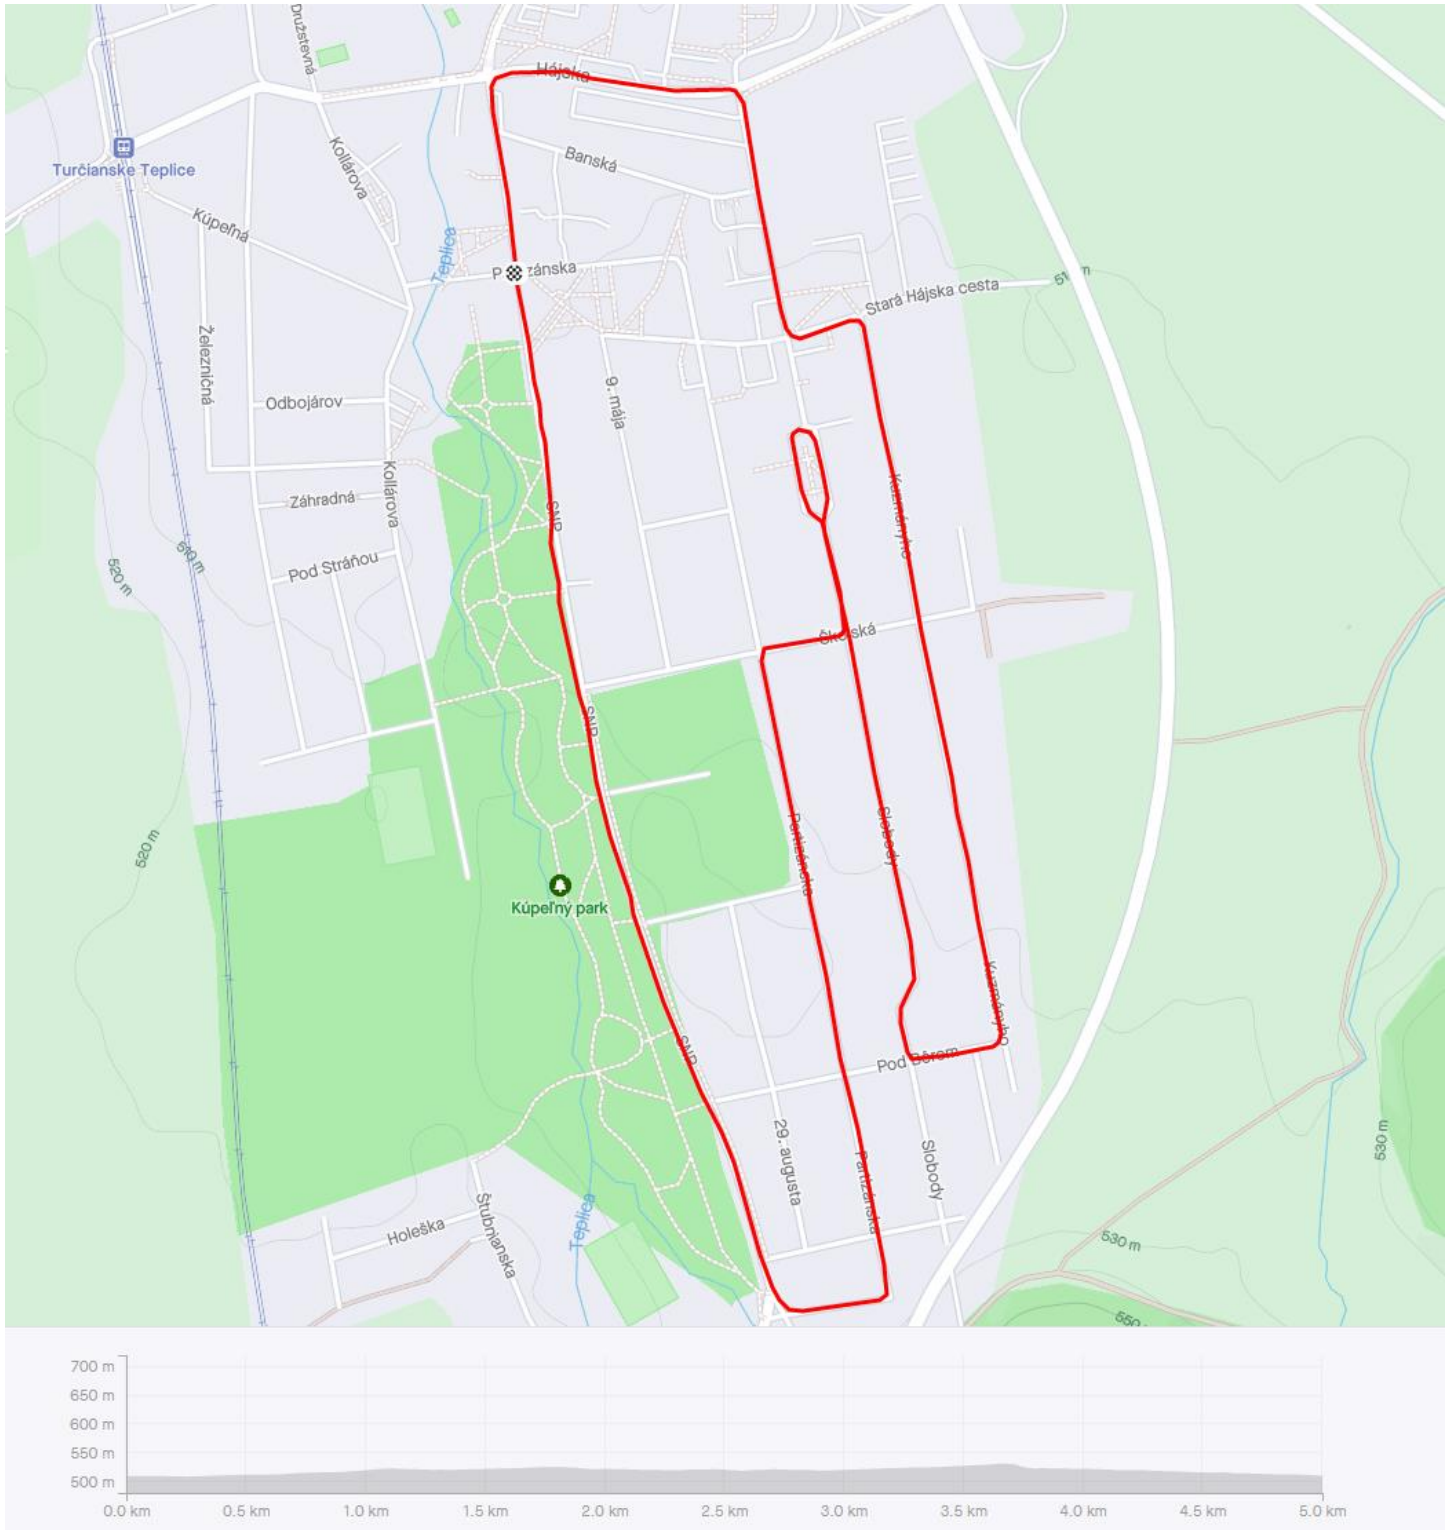 Družstevná
Hájska
Turčianske Teplice
Kollárova
Banská
Kúpeľná
Teplica
Partizánska
Stará Hájska cesta
Železničná
9. mája
Odbojárov
Kollárova
Kuzmányho
Záhradná
SNP
510 m
520 m
Pod Stráňou
Školská
SNP
520 m
Partizánska
Slobody
Kúpeľný park
Kuzmányho
SNP
Pod Bôrom
29. augusta
530 m
Slobody
Partizánska
Teplica
Štubnianska
Holeška
530 m
700 m
650 m
600 m
550 m
500 m
0.0 km 0.5 km 1.0 km 1.5 km 2.0 km 2.5 km 3.0 km 3.5 km 4.0 km 4.5 km 5.0 km